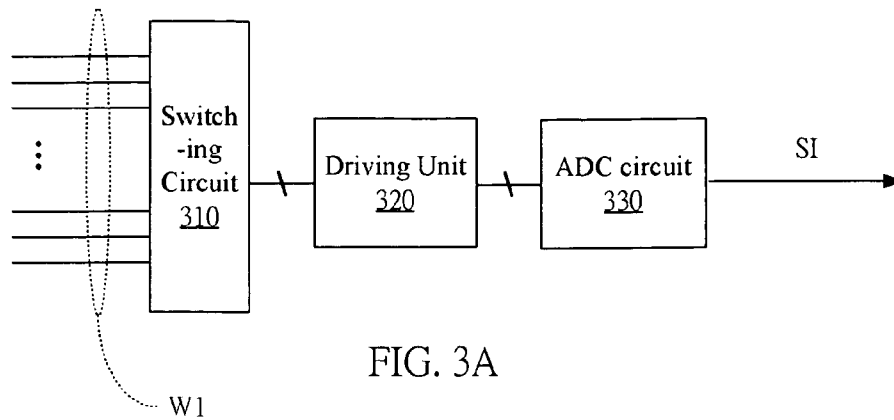 Switch
-ing
Circuit
310
Driving Unit
320
ADC circuit
330
SI
FIG. 3A
W1